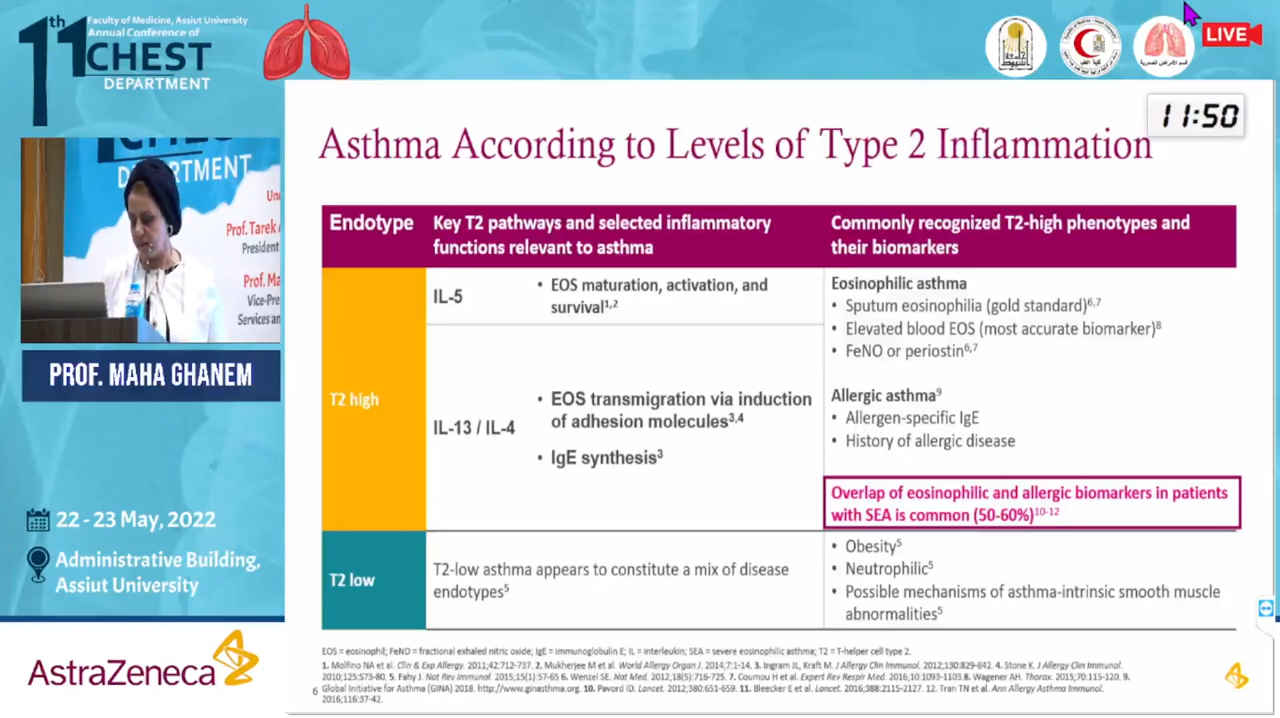 11th
Faculty of Medicine, Assiut University
Annual Conference of
CHEST
DEPARTMENT
LIVE
11:50
DEPARTMENT
Prof. Tarek
President
Prof. Ma
Vice-Pre
Services an
PROF. MAHA GHANEM
22 - 23 May, 2022
Administrative Building,
Assiut University
AstraZeneca
Asthma According to Levels of Type 2 Inflammation
Endotype
Key T2 pathways and selected inflammatory
functions relevant to asthma
Commonly recognized T2-high phenotypes and
their biomarkers
T2 high
IL-5
• EOS maturation, activation, and
survival1,2
IL-13 / IL-4
• EOS transmigration via induction
of adhesion molecules3,4
• IgE synthesis3
Eosinophilic asthma
• Sputum eosinophilia (gold standard)6,7
• Elevated blood EOS (most accurate biomarker)8
• FeNO or periostin6,7
Allergic asthma9
• Allergen-specific IgE
• History of allergic disease
Overlap of eosinophilic and allergic biomarkers in patients
with SEA is common (50-60%)10-12
T2 low
T2-low asthma appears to constitute a mix of disease
endotypes5
• Obesity5
• Neutrophilic5
• Possible mechanisms of asthma-intrinsic smooth muscle
abnormalities5
EOS = eosinophil; FeNO = fractional exhaled nitric oxide; IgE = immunoglobulin E; IL = interleukin; SEA = severe eosinophilic asthma; T2 = T-helper cell type 2.
1. Molfino NA et al. Clin & Exp Allergy. 2011;42:712-737. 2. Mukherjee M et al. World Allergy Organ J. 2014;7:1-14. 3. Ingram JL, Kraft M. J Allergy Clin Immunol. 2012;130:829-842. 4. Stone K. J Allergy Clin Immunol.
2010;125:S73-80. 5. Fahy J. Nat Rev Immunol. 2015;15(1):57-65 6. Wenzel SE. Nat Med. 2012;18(5):716-725. 7. Coumou H et al. Expert Rev Respir Med. 2016;10:1093-1103.8. Wagener AH. Thorax. 2015;70:115-120. 9.
Global Initiative for Asthma (GINA) 2018. http://www.ginasthma.org. 10. Pavord ID. Lancet. 2012;380:651-659. 11. Bleecker E et al. Lancet. 2016;388:2115-2127. 12. Tran TN et al. Ann Allergy Asthma Immunol.
2016;116:37-42.
6